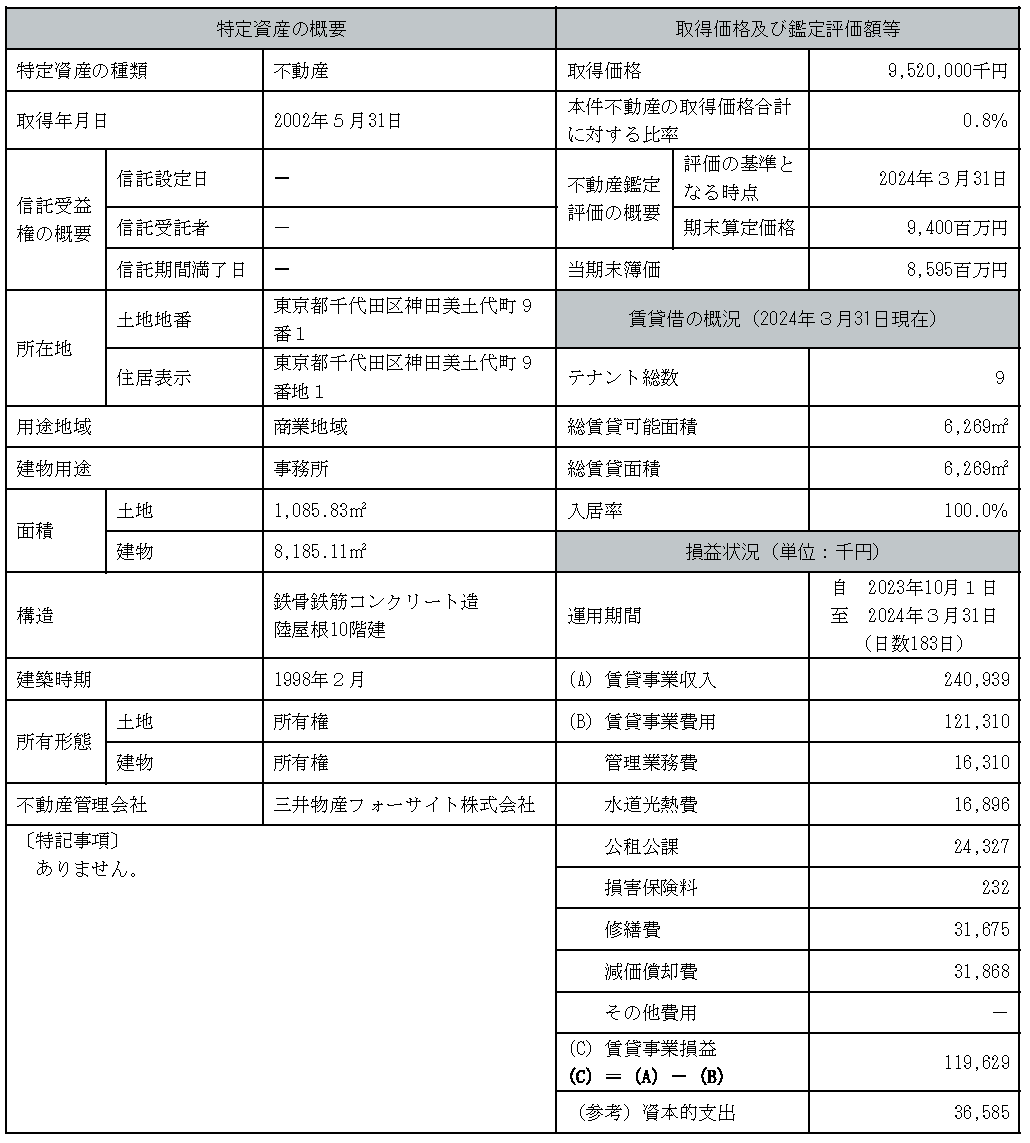 特定資産の概要
特定資産の種類 不動産
取得年月日 2002年５月31日
信託受益
権の概要
信託設定日 －
信託受託者 －
信託期間満了日 －
所在地
土地地番 東京都千代田区神田美土代町９
番１
住居表示 東京都千代田区神田美土代町９
番地１
用途地域 商業地域
建物用途 事務所
面積
土地 1,085.83㎡
建物 8,185.11㎡
構造 鉄骨鉄筋コンクリート造
陸屋根10階建
建築時期 1998年２月
所有形態
土地 所有権
建物 所有権
不動産管理会社 三井物産フォーサイト株式会社
〔特記事項〕
ありません。
取得価格及び鑑定評価額等
取得価格 9,520,000千円
本件不動産の取得価格合計
に対する比率 0.8%
不動産鑑定
評価の概要
評価の基準と
なる時点 2024年３月31日
期末算定価格 9,400百万円
当期末簿価 8,595百万円
賃貸借の概況（2024年３月31日現在）
テナント総数 ９
総賃貸可能面積 6,269㎡
総賃貸面積 6,269㎡
入居率 100.0%
損益状況（単位：千円）
運用期間
自 2023年10月１日
至 2024年３月31日
（日数183日）
(A) 賃貸事業収入 240,939
(B) 賃貸事業費用 121,310
管理業務費 16,310
水道光熱費 16,896
公租公課 24,327
損害保険料 232
修繕費 31,675
減価償却費 31,868
その他費用 －
(C) 賃貸事業損益
(C) ＝ (A) － (B) 119,629
（参考）資本的支出 36,585